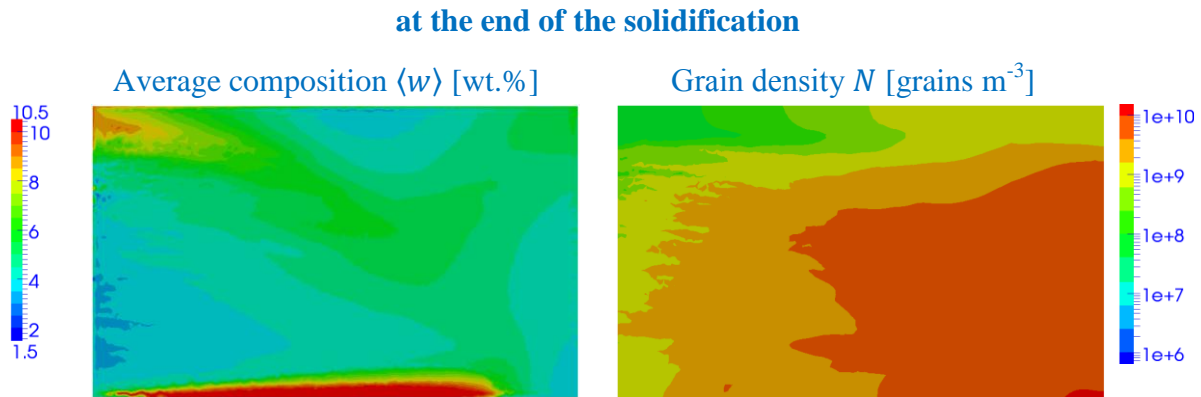 at the end of the solidification
Average composition ⟨w⟩ [wt.%]
Grain density N [grains m⁻³]
10.5
10
8
6
4
2
1.5
1e+10
1e+9
1e+8
1e+7
1e+6